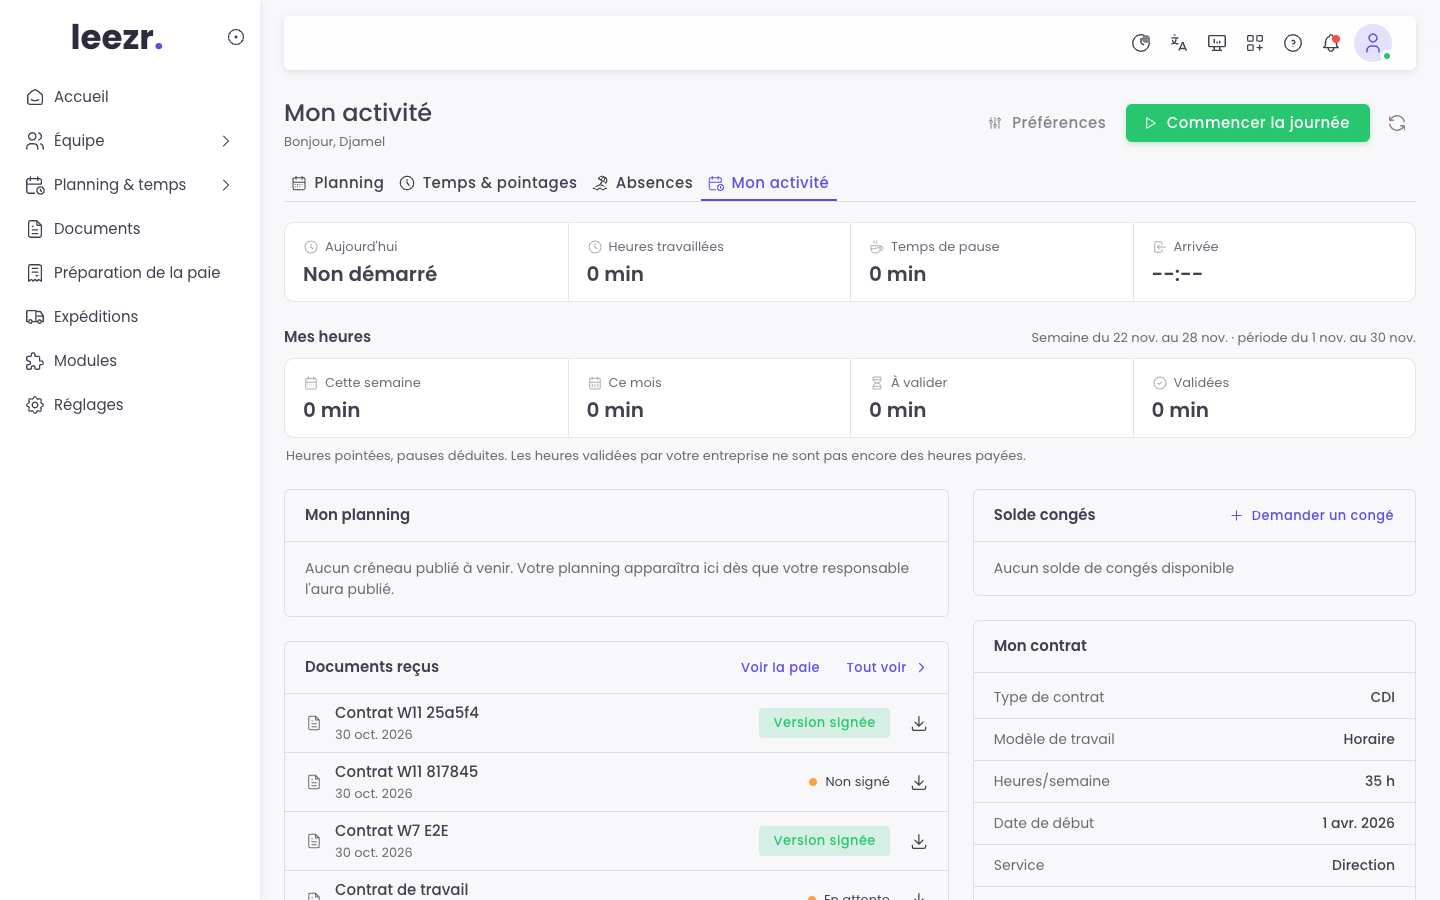 leezr.
Accueil
Équipe
Planning & temps
Documents
Préparation de la paie
Expéditions
Modules
Réglages
Mon activité
Bonjour, Djamel
Préférences
Commencer la journée
Planning
Temps & pointages
Absences
Mon activité
Aujourd'hui
Non démarré
Heures travaillées
0 min
Temps de pause
0 min
Arrivée
--:--
Mes heures
Semaine du 22 nov. au 28 nov. · période du 1 nov. au 30 nov.
Cette semaine
0 min
Ce mois
0 min
À valider
0 min
Validées
0 min
Heures pointées, pauses déduites. Les heures validées par votre entreprise ne sont pas encore des heures payées.
Mon planning
Aucun créneau publié à venir. Votre planning apparaîtra ici dès que votre responsable
l'aura publié.
Solde congés
Demander un congé
Aucun solde de congés disponible
Documents reçus
Voir la paie
Tout voir
Contrat W11 25a5f4
30 oct. 2026
Version signée
Contrat W11 817845
30 oct. 2026
Non signé
Contrat W7 E2E
30 oct. 2026
Version signée
Contrat de travail
En attente
Mon contrat
Type de contrat
CDI
Modèle de travail
Horaire
Heures/semaine
35 h
Date de début
1 avr. 2026
Service
Direction